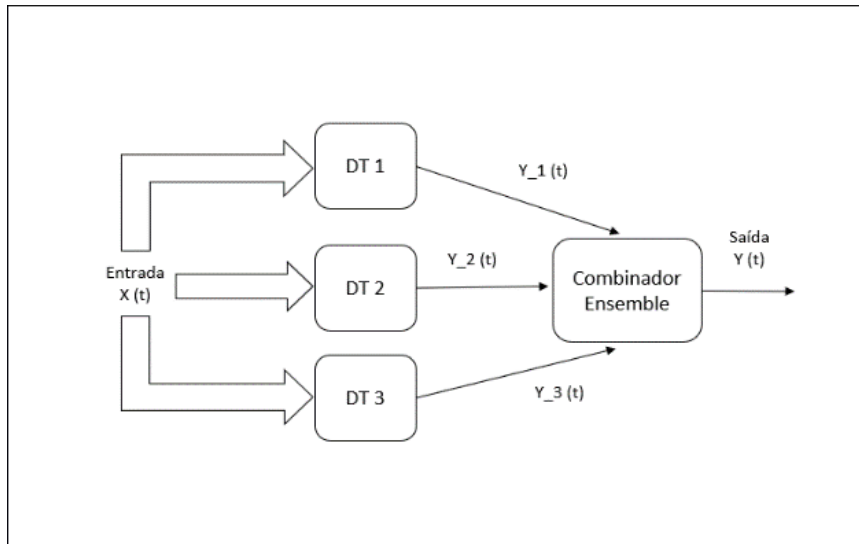 DT 1
Y_1 (t)
Entrada
X (t)
DT 2
Y_2 (t)
Combinador
Ensemble
Saída
Y (t)
DT 3
Y_3 (t)